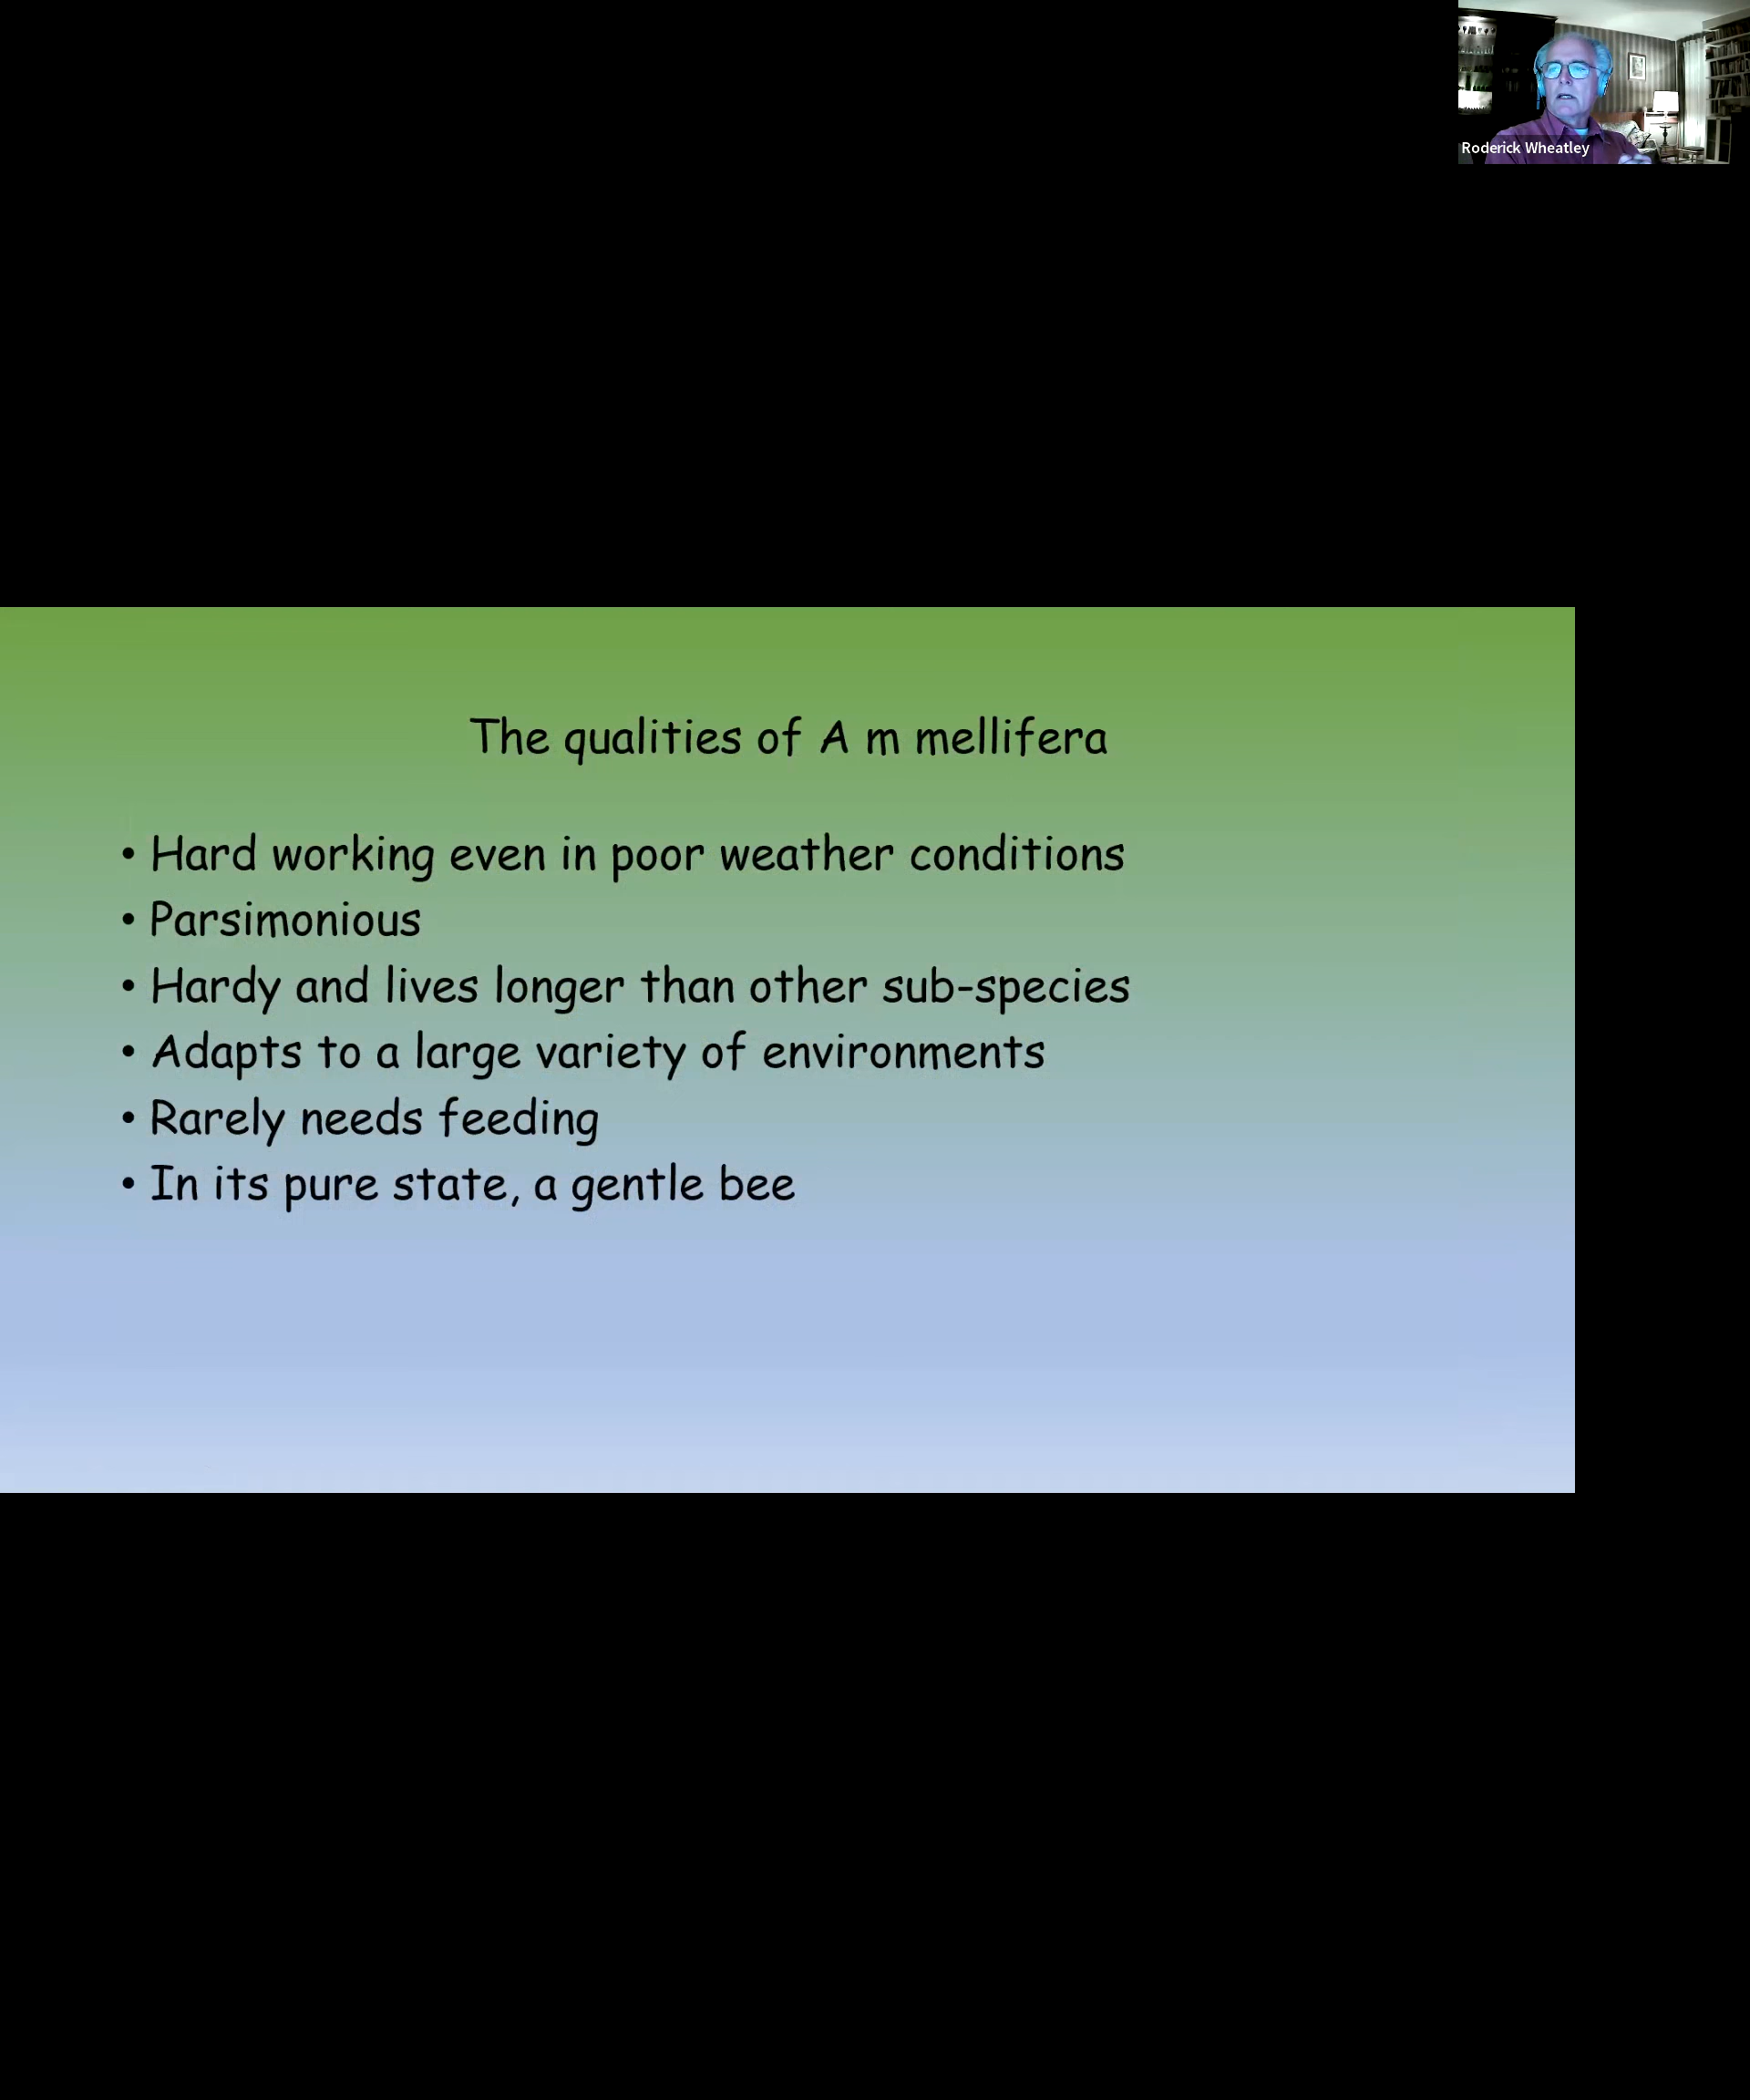 Roderick Wheatley
The qualities of A m mellifera
• Hard working even in poor weather conditions
• Parsimonious
• Hardy and lives longer than other sub-species
• Adapts to a large variety of environments
• Rarely needs feeding
• In its pure state, a gentle bee